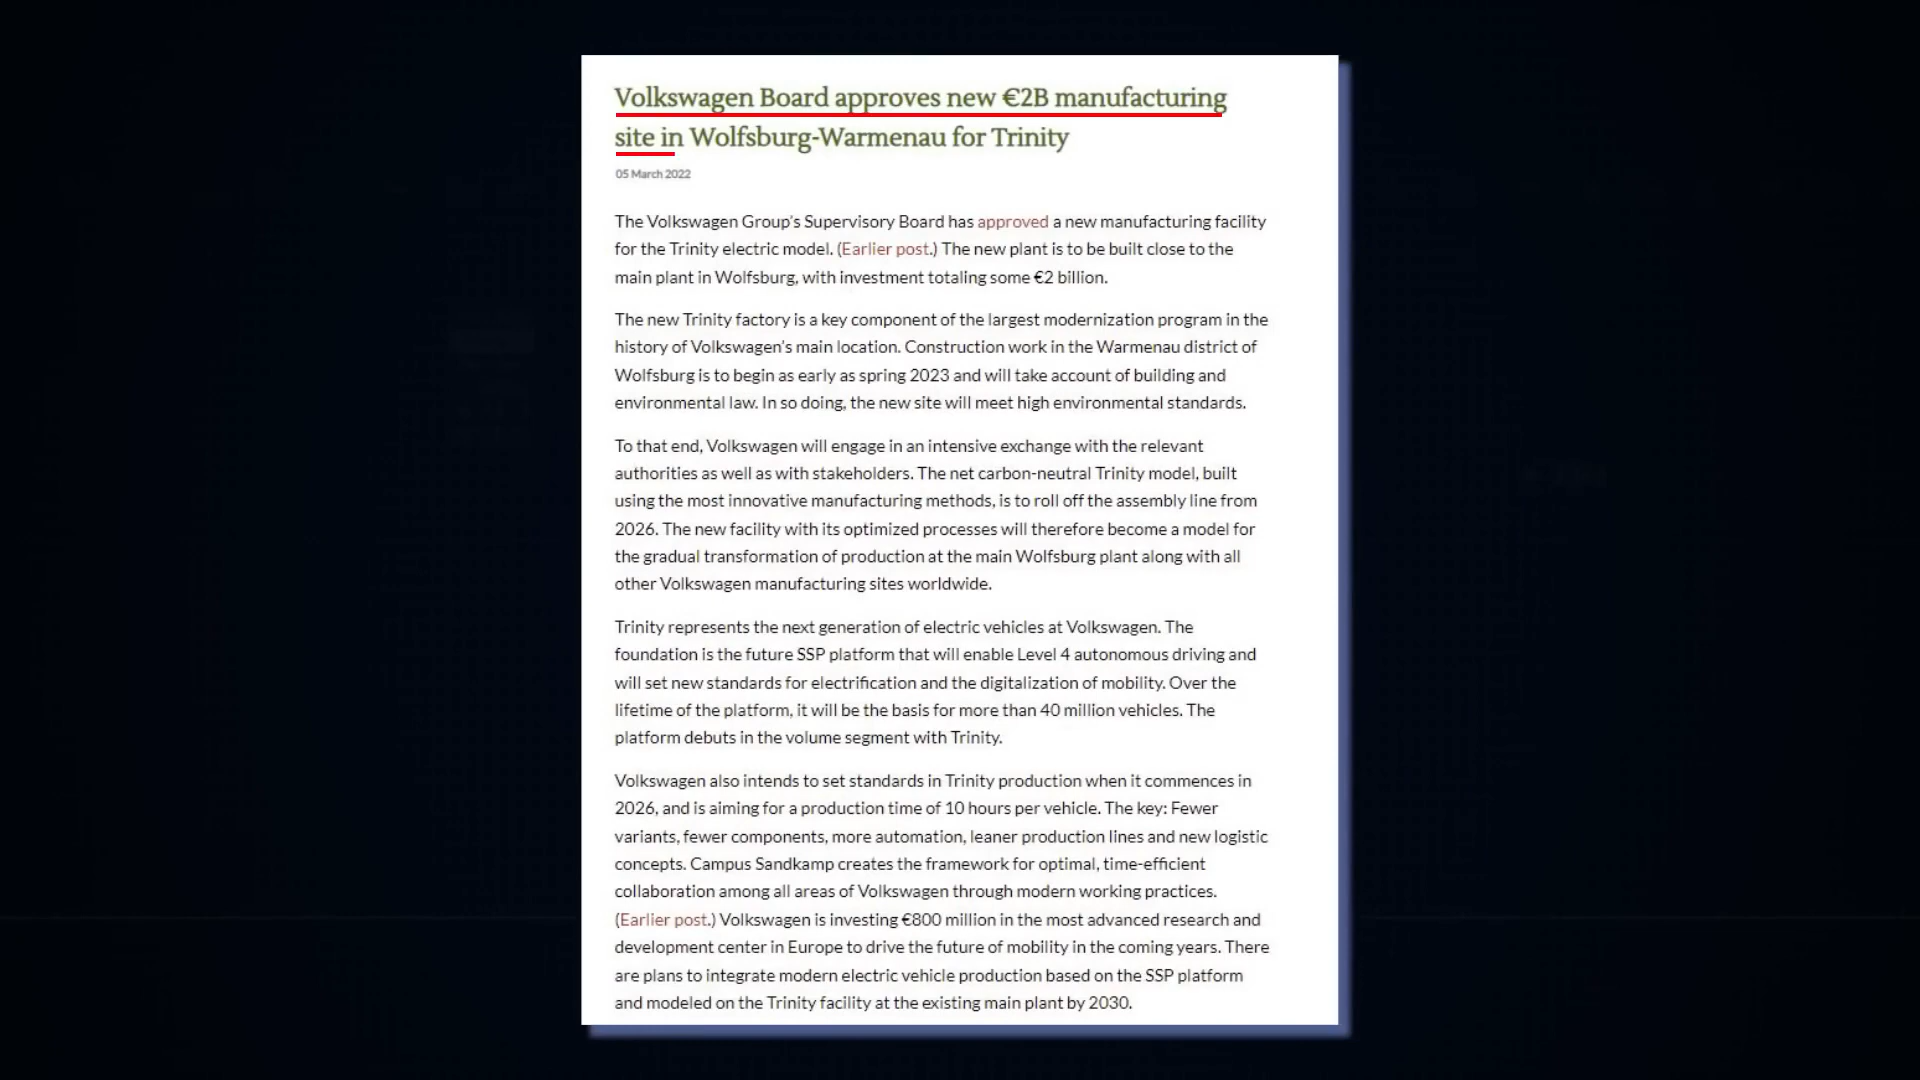 Volkswagen Board approves new €2B manufacturing
site in Wolfsburg-Warmenau for Trinity
05 March 2022
The Volkswagen Group's Supervisory Board has approved a new manufacturing facility
for the Trinity electric model. (Earlier post.) The new plant is to be built close to the
main plant in Wolfsburg, with investment totaling some €2 billion.
The new Trinity factory is a key component of the largest modernization program in the
history of Volkswagen's main location. Construction work in the Warmenau district of
Wolfsburg is to begin as early as spring 2023 and will take account of building and
environmental law. In so doing, the new site will meet high environmental standards.
To that end, Volkswagen will engage in an intensive exchange with the relevant
authorities as well as with stakeholders. The net carbon-neutral Trinity model, built
using the most innovative manufacturing methods, is to roll off the assembly line from
2026. The new facility with its optimized processes will therefore become a model for
the gradual transformation of production at the main Wolfsburg plant along with all
other Volkswagen manufacturing sites worldwide.
Trinity represents the next generation of electric vehicles at Volkswagen. The
foundation is the future SSP platform that will enable Level 4 autonomous driving and
will set new standards for electrification and the digitalization of mobility. Over the
lifetime of the platform, it will be the basis for more than 40 million vehicles. The
platform debuts in the volume segment with Trinity.
Volkswagen also intends to set standards in Trinity production when it commences in
2026, and is aiming for a production time of 10 hours per vehicle. The key: Fewer
variants, fewer components, more automation, leaner production lines and new logistic
concepts. Campus Sandkamp creates the framework for optimal, time-efficient
collaboration among all areas of Volkswagen through modern working practices.
(Earlier post.) Volkswagen is investing €800 million in the most advanced research and
development center in Europe to drive the future of mobility in the coming years. There
are plans to integrate modern electric vehicle production based on the SSP platform
and modeled on the Trinity facility at the existing main plant by 2030.